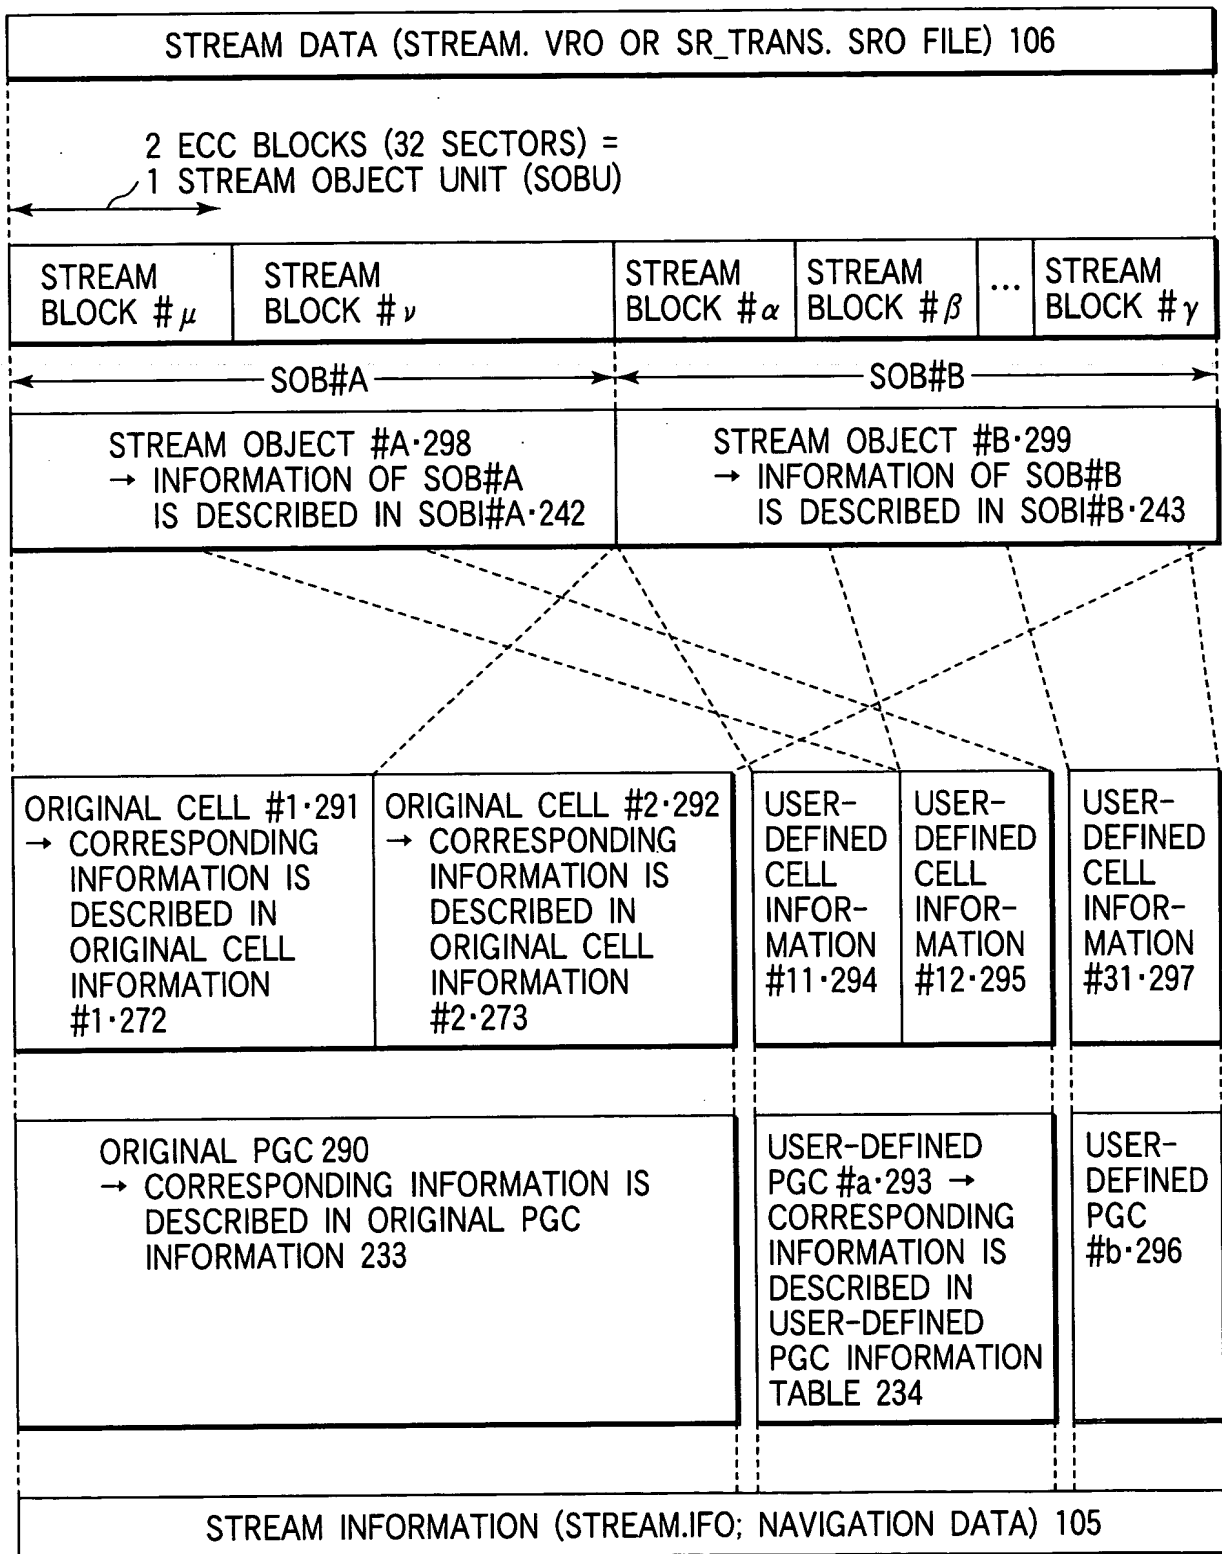 STREAM DATA (STREAM. VRO OR SR_TRANS. SRO FILE) 106
2 ECC BLOCKS (32 SECTORS) =
1 STREAM OBJECT UNIT (SOBU)
STREAM
BLOCK #μ
STREAM
BLOCK #ν
STREAM
BLOCK #α
STREAM
BLOCK #β
...
STREAM
BLOCK #γ
SOB#A
SOB#B
STREAM OBJECT #A·298
→ INFORMATION OF SOB#A
IS DESCRIBED IN SOBI#A·242
STREAM OBJECT #B·299
→ INFORMATION OF SOB#B
IS DESCRIBED IN SOBI#B·243
ORIGINAL CELL #1·291
→ CORRESPONDING
INFORMATION IS
DESCRIBED IN
ORIGINAL CELL
INFORMATION
#1·272
ORIGINAL CELL #2·292
→ CORRESPONDING
INFORMATION IS
DESCRIBED IN
ORIGINAL CELL
INFORMATION
#2·273
USER-
DEFINED
CELL
INFOR-
MATION
#11·294
USER-
DEFINED
CELL
INFOR-
MATION
#12·295
USER-
DEFINED
CELL
INFOR-
MATION
#31·297
ORIGINAL PGC 290
→ CORRESPONDING INFORMATION IS
DESCRIBED IN ORIGINAL PGC
INFORMATION 233
USER-DEFINED
PGC #a·293 →
CORRESPONDING
INFORMATION IS
DESCRIBED IN
USER-DEFINED
PGC INFORMATION
TABLE 234
USER-
DEFINED
PGC
#b·296
STREAM INFORMATION (STREAM.IFO; NAVIGATION DATA) 105